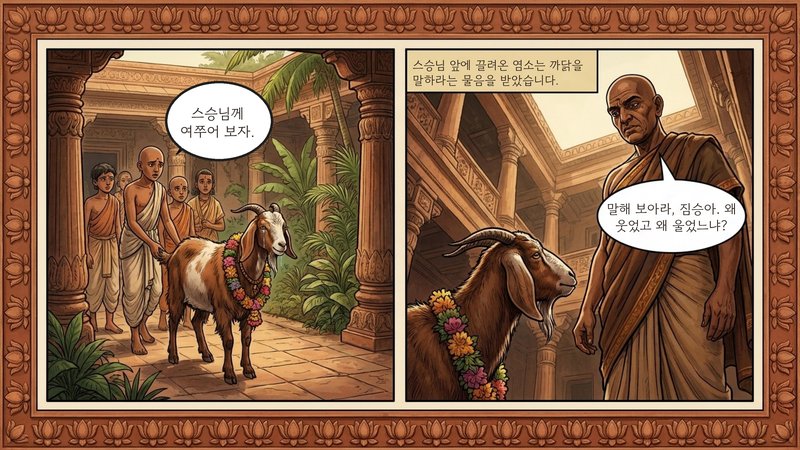 스승님께
여쭈어 보자.
스승님 앞에 끌려온 염소는 까닭을
말하라는 물음을 받았습니다.
말해 보아라, 짐승아. 왜
웃었고 왜 울었느냐?